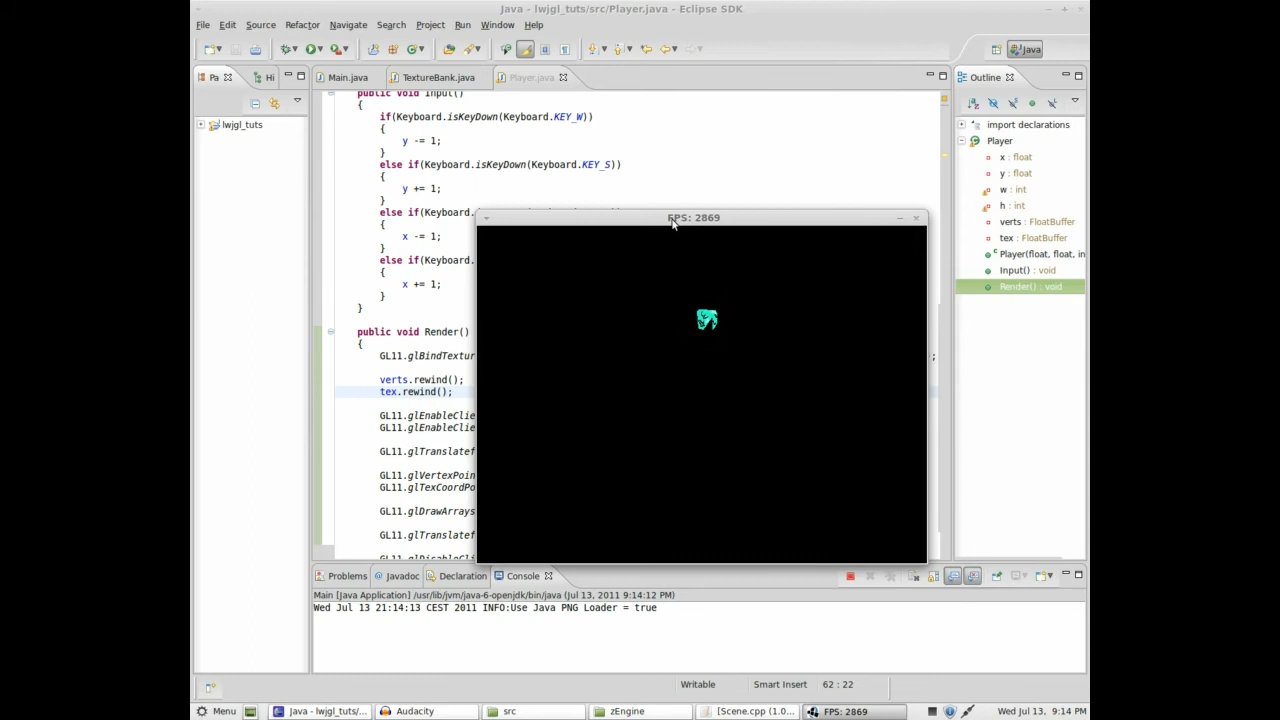 Java - lwjgl_tuts/src/Player.java - Eclipse SDK
File Edit Source Refactor Navigate Search Project Run Window Help
Java
Pa Hi Main.java TextureBank.java Player.java Outline
public void Input()
{
if(Keyboard.isKeyDown(Keyboard.KEY_W))
{
y -= 1;
}
else if(Keyboard.isKeyDown(Keyboard.KEY_S))
{
y += 1;
}
else if(Keyboard.
{
x -= 1;
}
else if(Keyboard.
{
x += 1;
}
}
public void Render()
{
GL11.glBindTextur
;
verts.rewind();
tex.rewind();
GL11.glEnableClie
GL11.glEnableClie
GL11.glTranslatef
GL11.glVertexPoin
GL11.glTexCoordPo
GL11.glDrawArrays
GL11.glTranslatef
GL11.glDisableCli
lwjgl_tuts
FPS: 2869
import declarations
Player
x : float
y : float
w : int
h : int
verts : FloatBuffer
tex : FloatBuffer
Player(float, float, in
Input() : void
Render() : void
Problems Javadoc Declaration Console
Main [Java Application] /usr/lib/jvm/java-6-openjdk/bin/java (Jul 13, 2011 9:14:12 PM)
Wed Jul 13 21:14:13 CEST 2011 INFO:Use Java PNG Loader = true
Writable Smart Insert 62 : 22
Menu Java - lwjgl_tuts/... Audacity src zEngine [Scene.cpp (1.0... FPS: 2869 Wed Jul 13, 9:14 PM